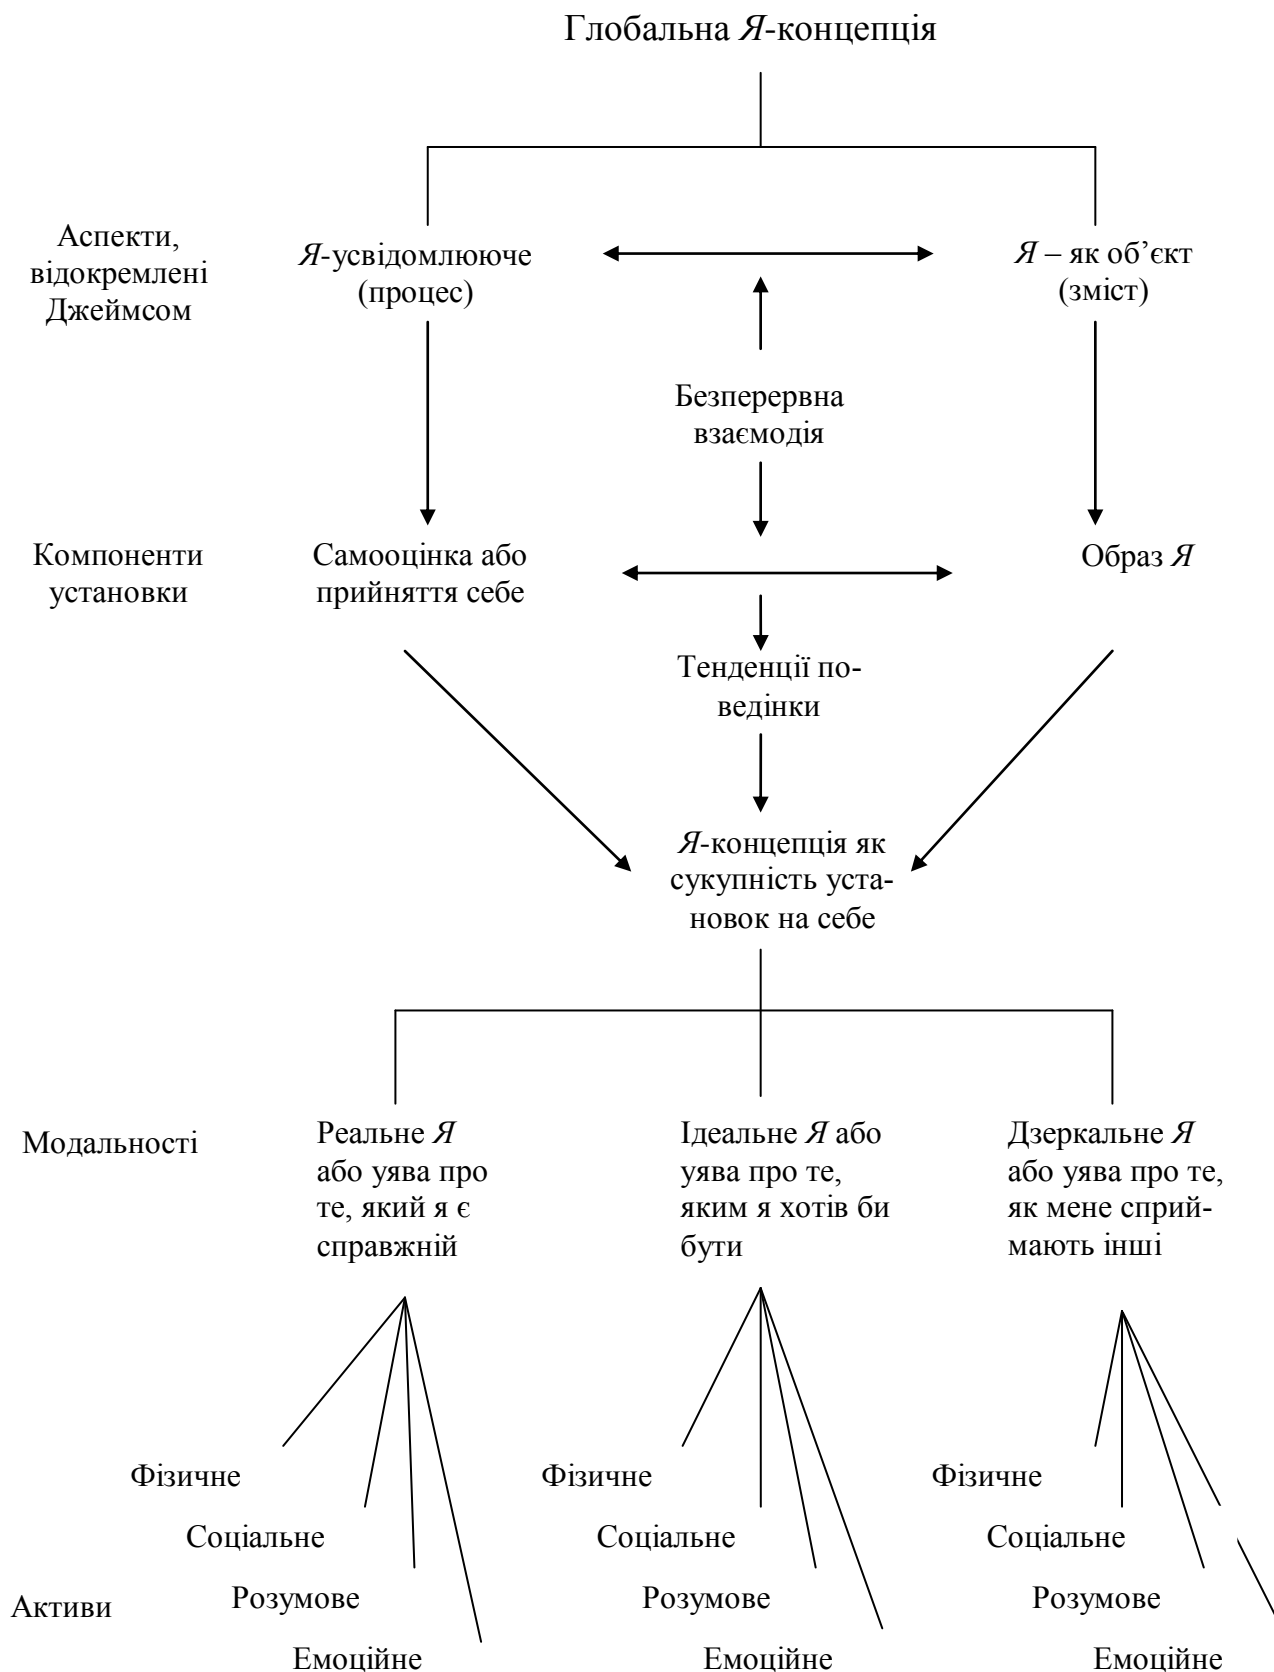 Глобальна Я-концепція
Аспекти,
відокремлені
Джеймсом
Я-усвідомлююче
(процес)
Я – як об’єкт
(зміст)
Безперервна
взаємодія
Компоненти
установки
Самооцінка або
прийняття себе
Образ Я
Тенденції по-
ведінки
Я-концепція як
сукупність уста-
новок на себе
Модальності
Реальне Я
або уява про
те, який я є
справжній
Ідеальне Я або
уява про те,
яким я хотів би
бути
Дзеркальне Я
або уява про те,
як мене сприй-
мають інші
Фізичне
Фізичне
Фізичне
Соціальне
Соціальне
Соціальне
Активи
Розумове
Розумове
Розумове
Емоційне
Емоційне
Емоційне